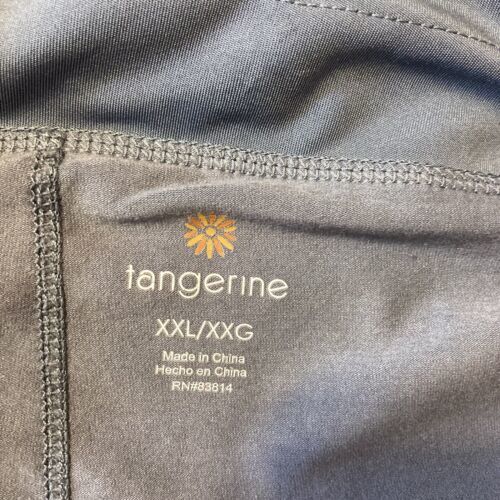 tangerine
XXL/XXG
Made in China
Hecho en China
RN#83814